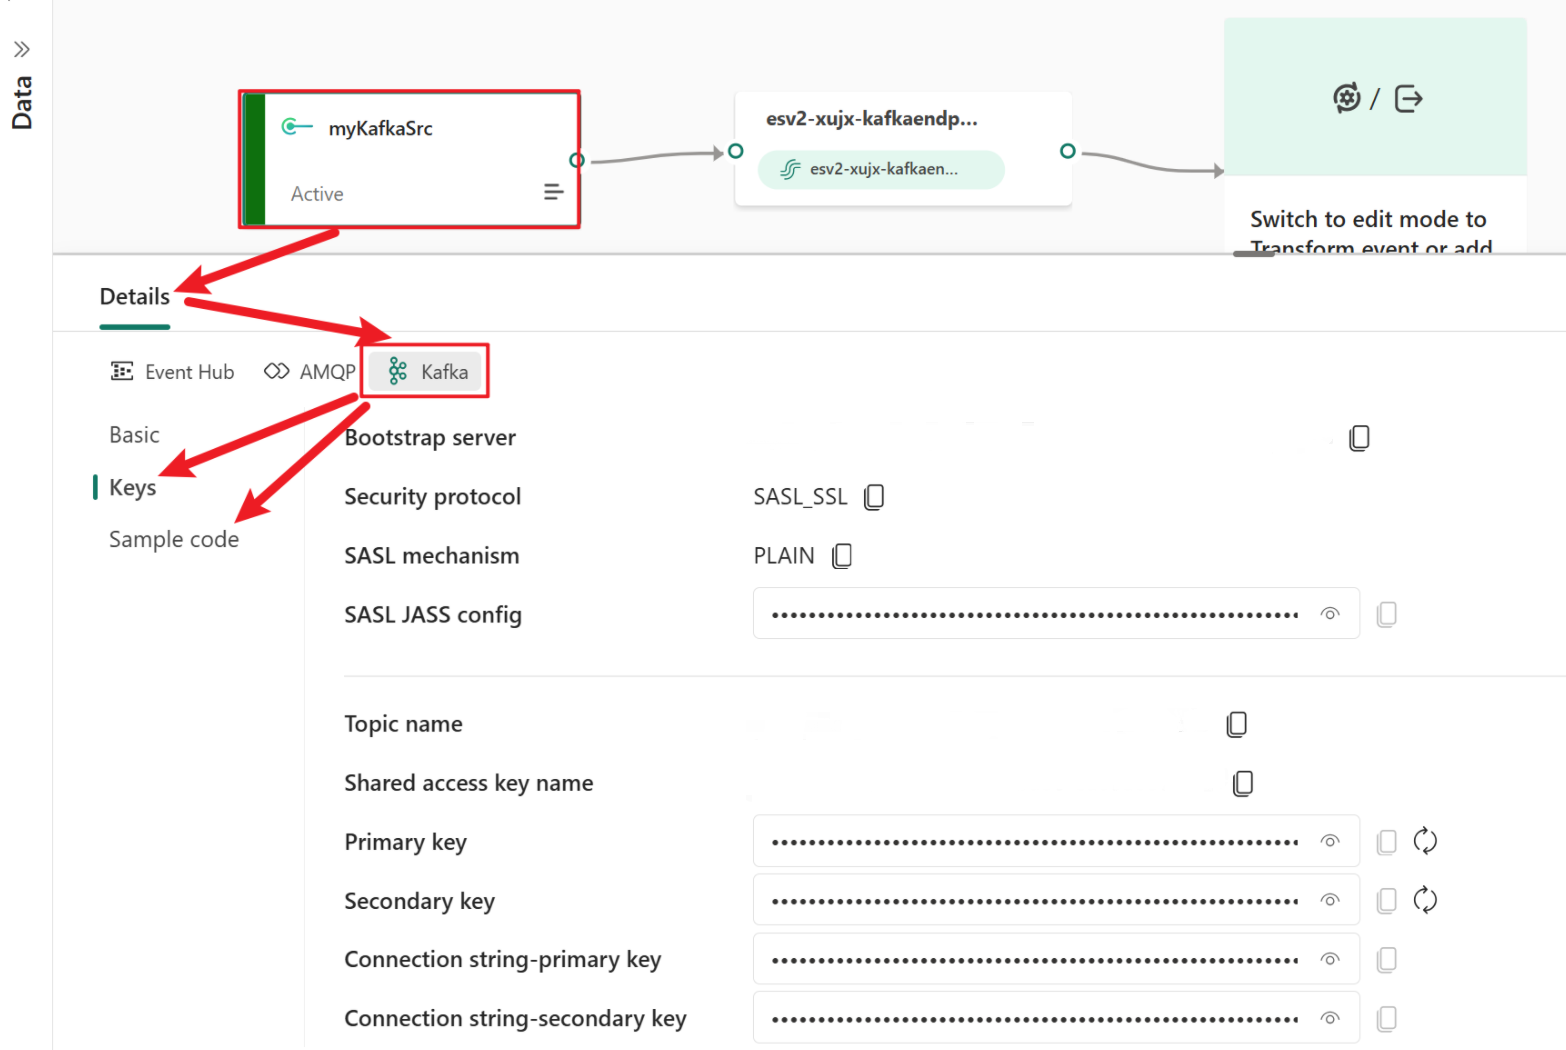 Data
myKafkaSrc
Active
esv2-xujx-kafkaendp...
esv2-xujx-kafkaen...
/
Switch to edit mode to
Transform event or add
Details
Event Hub
AMQP
Kafka
Basic
Keys
Sample code
Bootstrap server
Security protocol
SASL_SSL
SASL mechanism
PLAIN
SASL JASS config
Topic name
Shared access key name
Primary key
Secondary key
Connection string-primary key
Connection string-secondary key